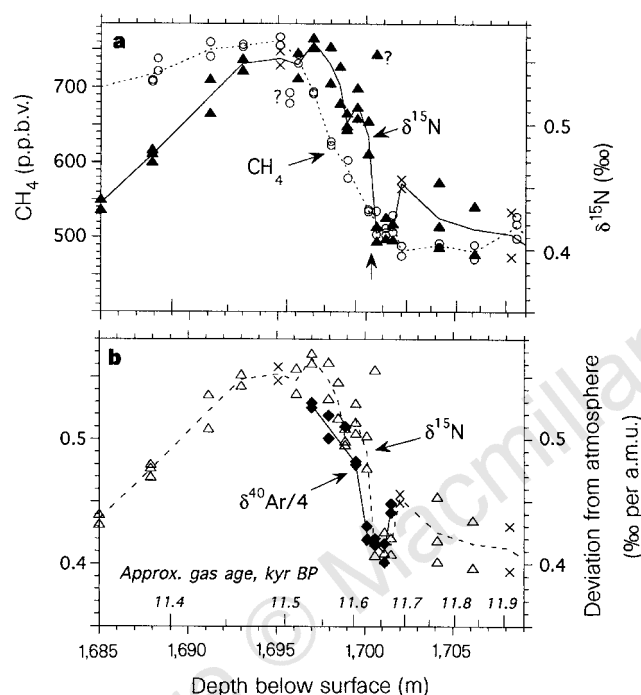 a
?
700
600
500
CH₄ (p.p.b.v.)
?
CH₄
δ¹⁵N
0.5
0.4
δ¹⁵N (‰)
b
0.5
0.4
δ¹⁵N
δ⁴⁰Ar/4
0.5
0.4
Deviation from atmosphere
(‰ per a.m.u.)
Approx. gas age, kyr BP
11.4 11.5 11.6 11.7 11.8 11.9
1,685 1,690 1,695 1,700 1,705
Depth below surface (m)
© Macmillan